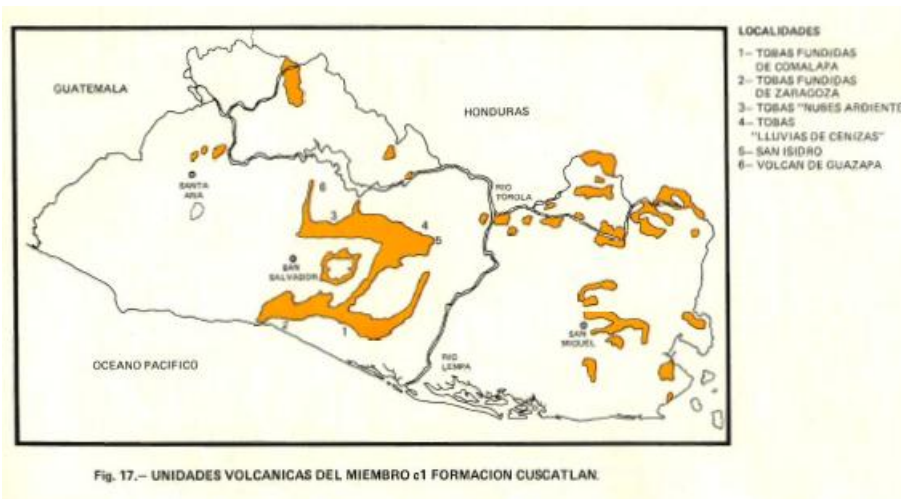 LOCALIDADES
1– TOBAS FUNDIDAS
DE COMALAPA
2– TOBAS FUNDIDAS
DE ZARAGOZA
3– TOBAS "NUBES ARDIENTE
4– TOBAS
"LLUVIAS DE CENIZAS"
5– SAN ISIDRO
6– VOLCAN DE GUAZAPA
GUATEMALA
HONDURAS
SANTA
ANA
RIO
TOROLA
6
3
4
5
SAN
SALVADOR
2
1
SAN
MIGUEL
OCEANO PACIFICO
RIO
LEMPA
Fig. 17.– UNIDADES VOLCANICAS DEL MIEMBRO c1 FORMACION CUSCATLAN.